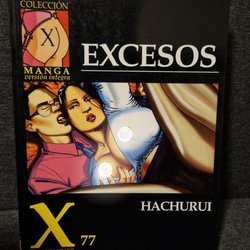 COLECCIÓN
X
MANGA
versión íntegra
EXCESOS
HACHURUI
X 77